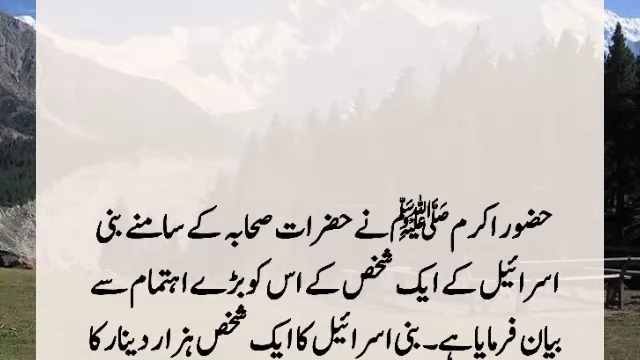 حضور اکرم ﷺ نے حضرات صحابہ کے سامنے بنی
اسرائیل کے ایک شخص کے اس کو بڑے اہتمام سے
بیان فرمایا ہے۔ بنی اسرائیل کا ایک شخص ہزار دینار کا